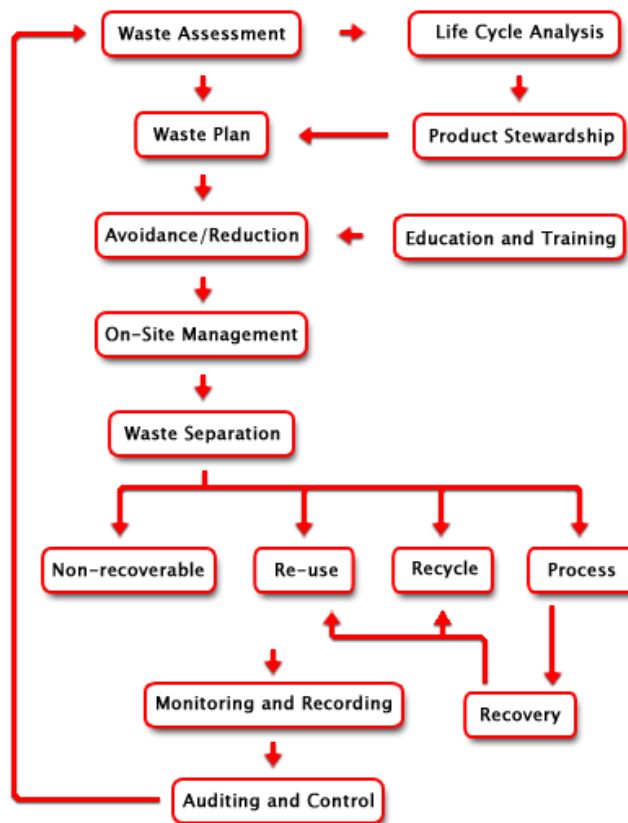 Waste Assessment
Life Cycle Analysis
Waste Plan
Product Stewardship
Avoidance/Reduction
Education and Training
On-Site Management
Waste Separation
Non-recoverable
Re-use
Recycle
Process
Monitoring and Recording
Recovery
Auditing and Control